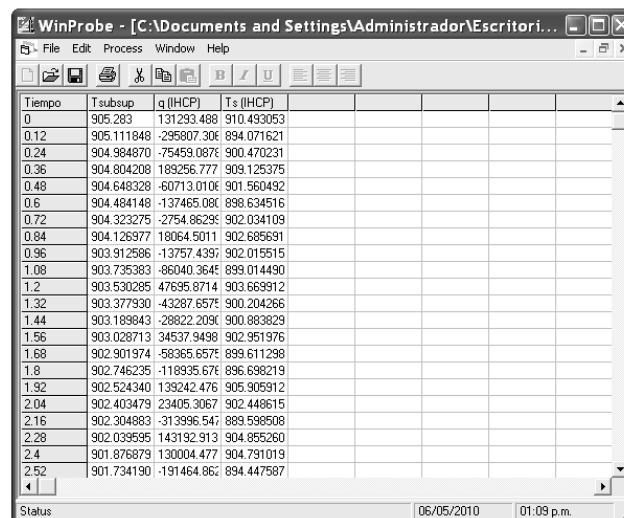 WinProbe - [C:\Documents and Settings\Administrador\Escritori...
File Edit Process Window Help
B I U
Tiempo Tsubsup q (IHCP) Ts (IHCP)
0 905.283 131293.488 910.493053
0.12 905.111848 -295807.306 894.071621
0.24 904.984870 -75459.0878 900.470231
0.36 904.804208 189256.777 909.125375
0.48 904.648328 -60713.0106 901.560492
0.6 904.484148 -137465.080 898.634516
0.72 904.323275 -2754.86299 902.034109
0.84 904.126977 18064.5011 902.685691
0.96 903.912586 -13757.4397 902.015515
1.08 903.735383 -86040.3645 899.014490
1.2 903.530285 47695.8714 903.669912
1.32 903.377930 -43287.6575 900.204266
1.44 903.189843 -28822.2090 900.883829
1.56 903.028713 34537.9498 902.951976
1.68 902.901974 -58365.6575 899.611298
1.8 902.746235 -118935.676 896.698219
1.92 902.524340 139242.476 905.905912
2.04 902.403479 23405.3067 902.448615
2.16 902.304883 -313996.547 889.598508
2.28 902.039595 143192.913 904.855260
2.4 901.876879 130004.477 904.791019
2.52 901.734190 -191464.862 894.447587
Status 06/05/2010 01:09 p.m.